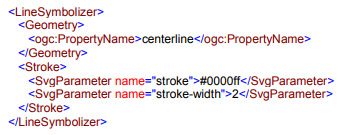 <LineSymbolizer>
<Geometry>
<ogc:PropertyName>centerline</ogc:PropertyName>
</Geometry>
<Stroke>
<SvgParameter name="stroke">#0000ff</SvgParameter>
<SvgParameter name="stroke-width">2</SvgParameter>
</Stroke>
</LineSymbolizer>